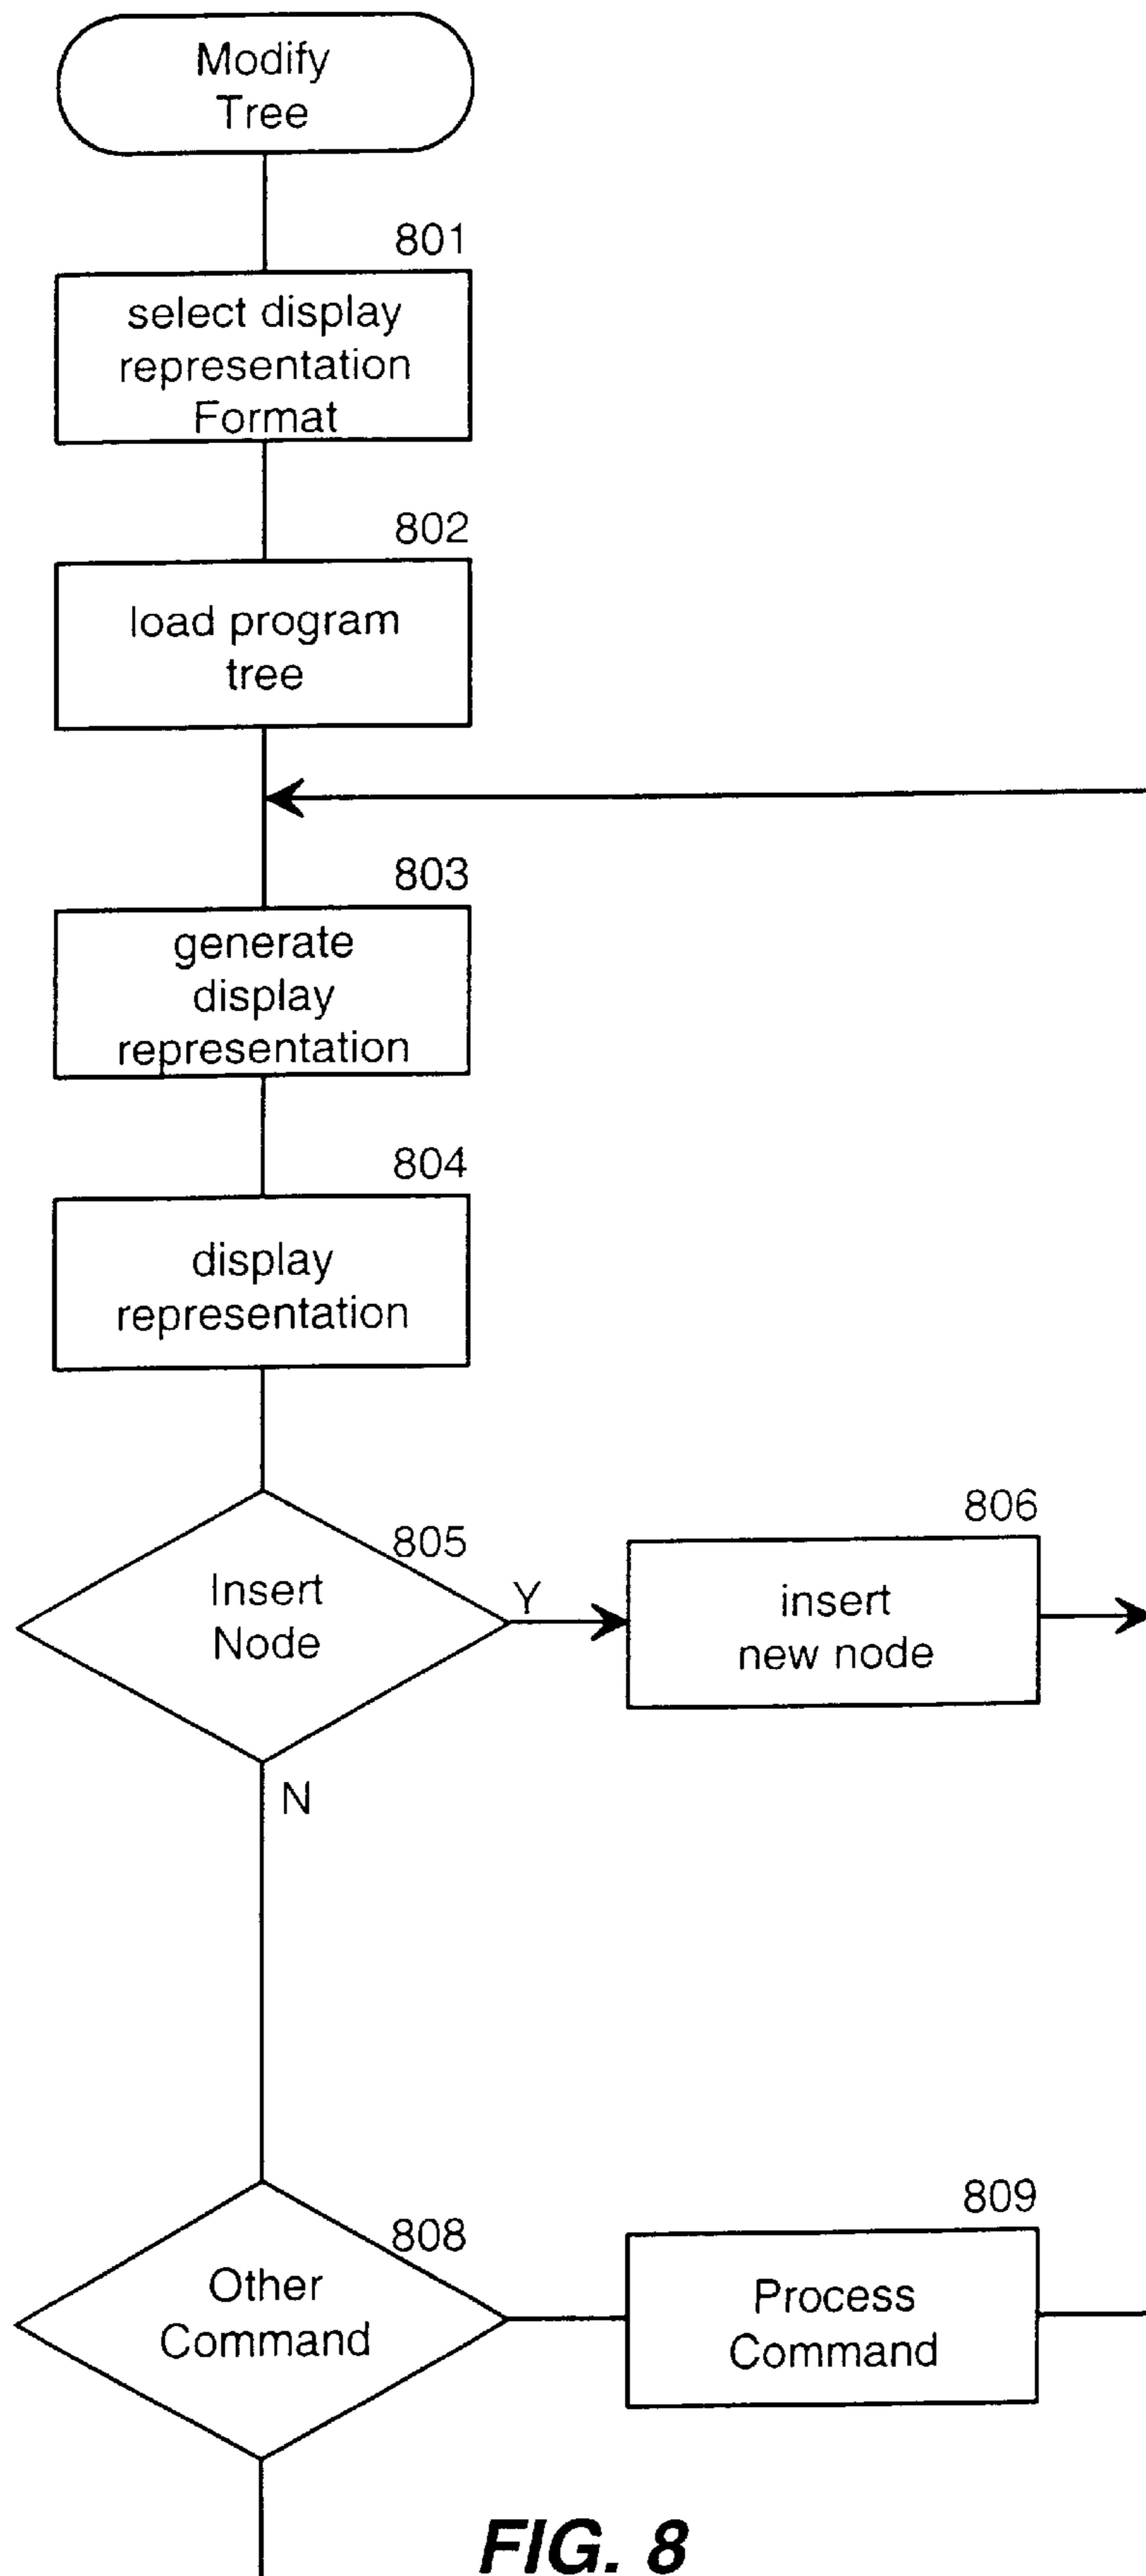 Modify
Tree
801
select display
representation
Format
802
load program
tree
803
generate
display
representation
804
display
representation
805
Insert
Node
Y
806
insert
new node
N
808
Other
Command
809
Process
Command
FIG. 8